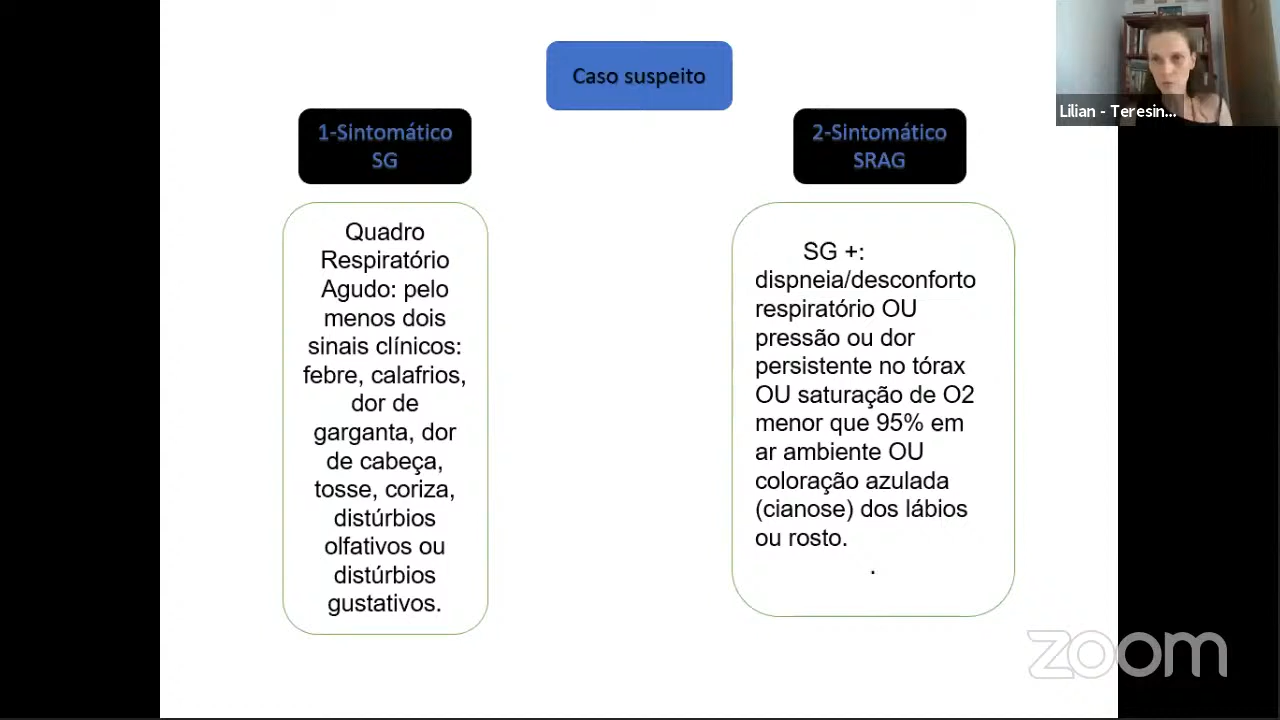 Caso suspeito
Lilian - Teresin...
1-Sintomático
SG
2-Sintomático
SRAG
Quadro
Respiratório
Agudo: pelo
menos dois
sinais clínicos:
febre, calafrios,
dor de
garganta, dor
de cabeça,
tosse, coriza,
distúrbios
olfativos ou
distúrbios
gustativos.
SG +:
dispneia/desconforto
respiratório OU
pressão ou dor
persistente no tórax
OU saturação de O2
menor que 95% em
ar ambiente OU
coloração azulada
(cianose) dos lábios
ou rosto.
.
zoom